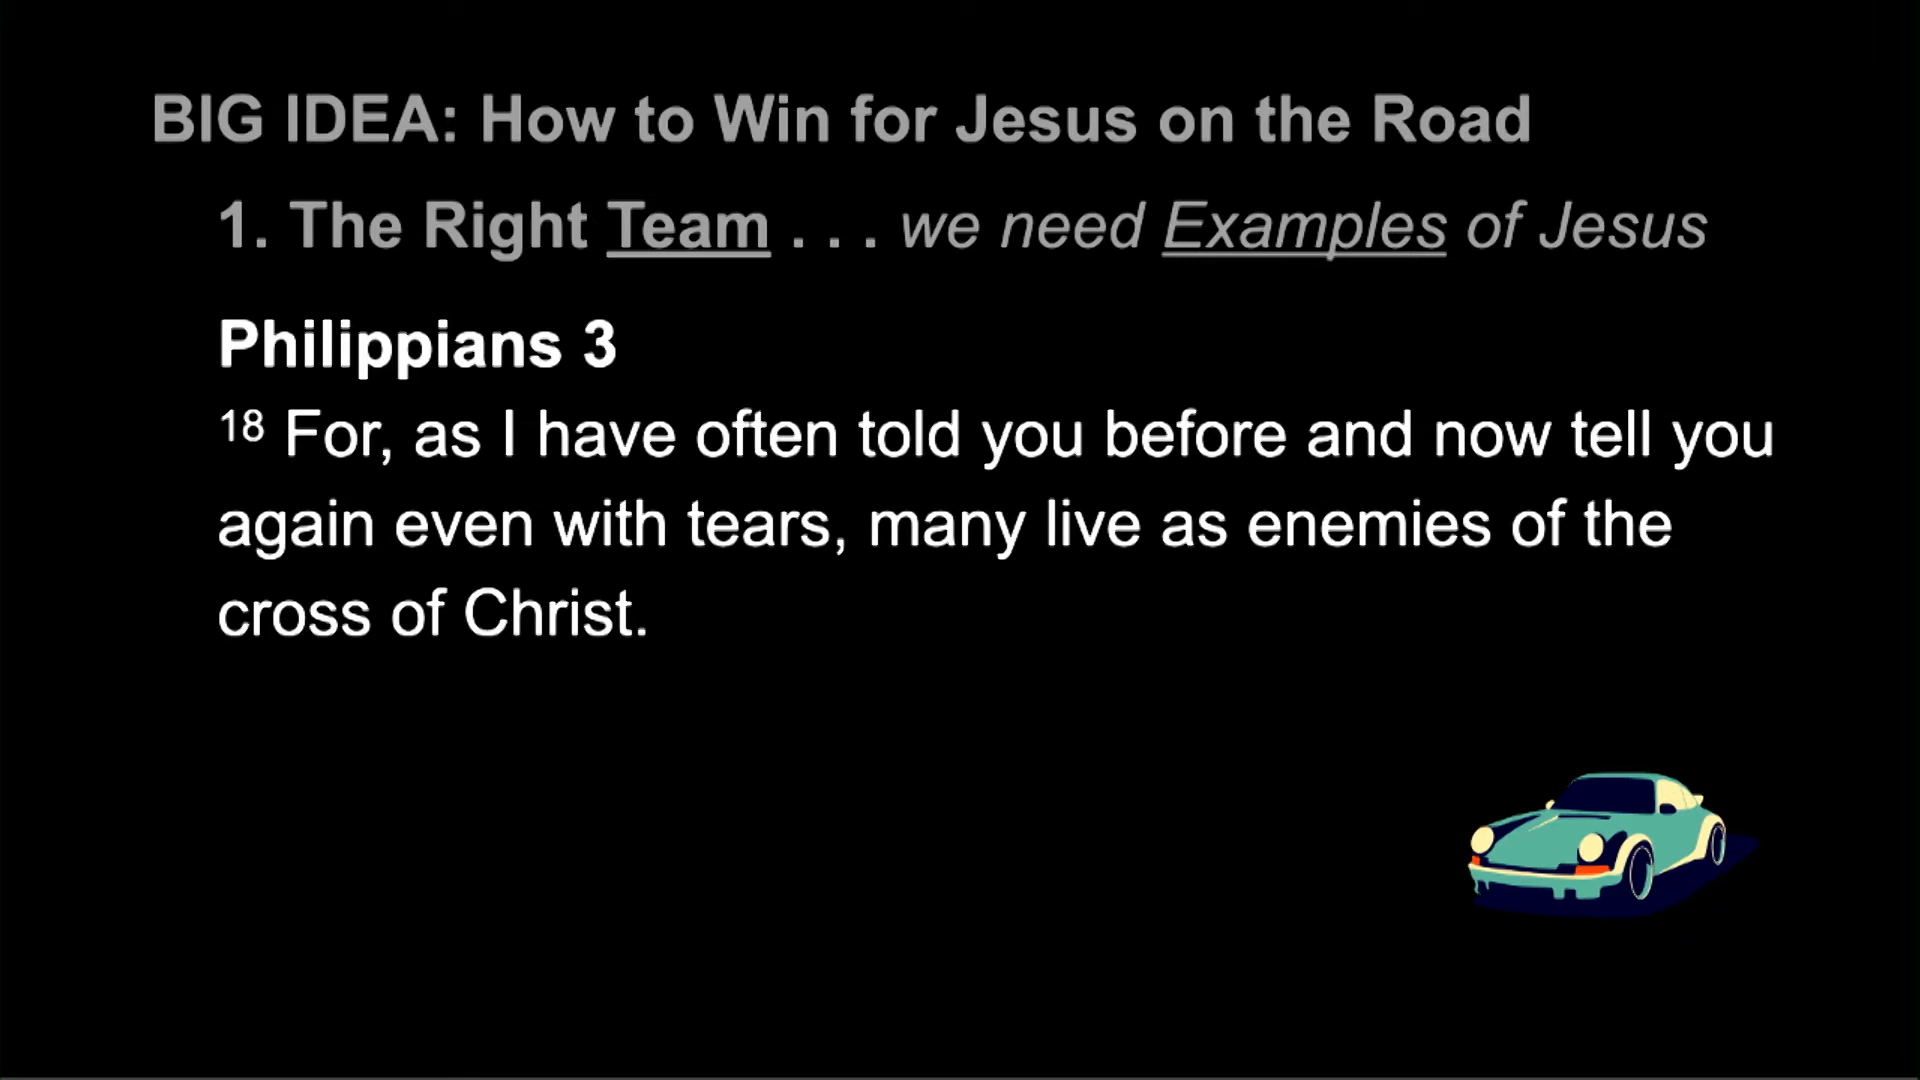 BIG IDEA: How to Win for Jesus on the Road
1. The Right Team . . . we need Examples of Jesus
Philippians 3
18 For, as I have often told you before and now tell you
again even with tears, many live as enemies of the
cross of Christ.